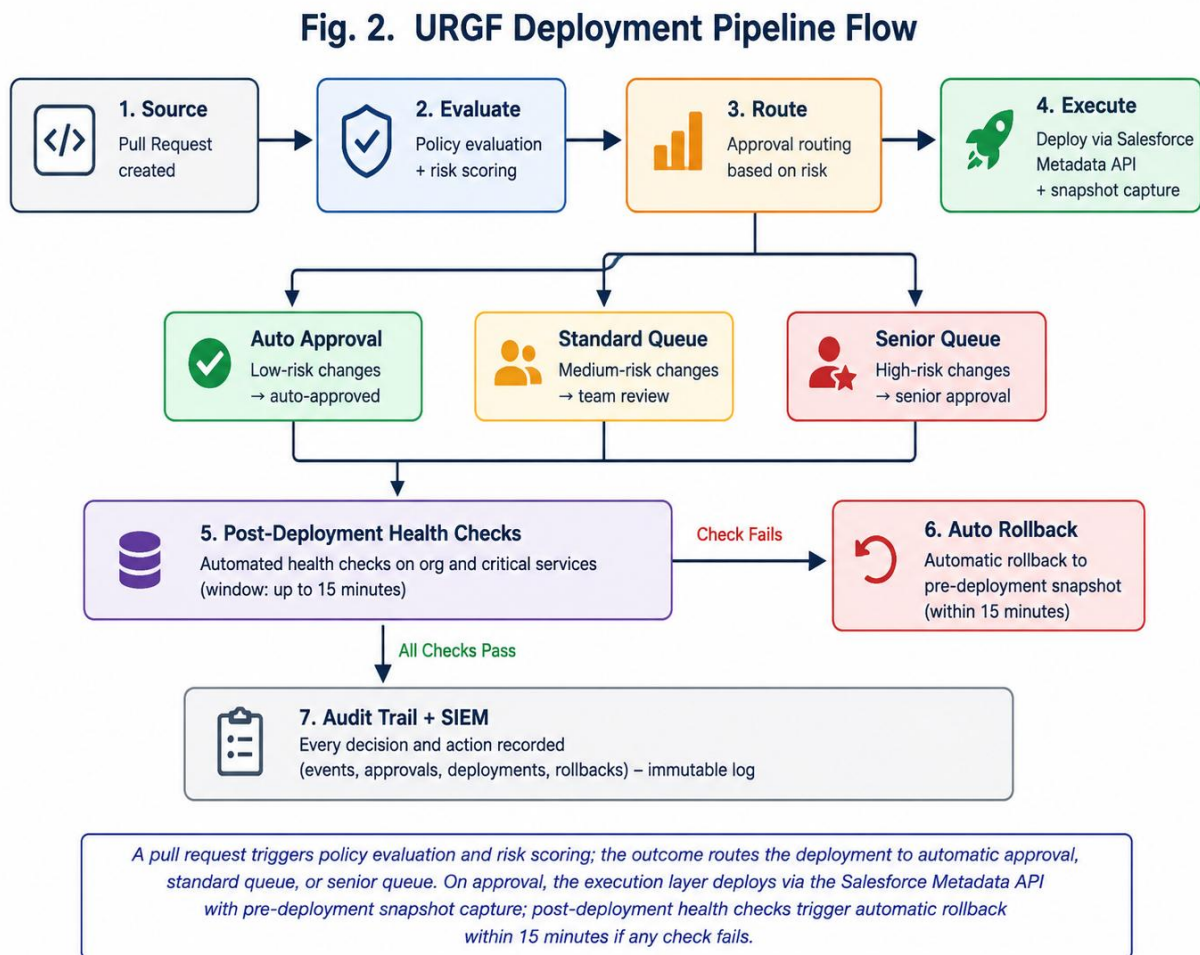 Fig. 2. URGF Deployment Pipeline Flow
</>
1. Source
Pull Request
created
2. Evaluate
Policy evaluation
+ risk scoring
3. Route
Approval routing
based on risk
4. Execute
Deploy via Salesforce
Metadata API
+ snapshot capture
Auto Approval
Low-risk changes
→ auto-approved
Standard Queue
Medium-risk changes
→ team review
Senior Queue
High-risk changes
→ senior approval
5. Post-Deployment Health Checks
Automated health checks on org and critical services
(window: up to 15 minutes)
Check Fails
6. Auto Rollback
Automatic rollback to
pre-deployment snapshot
(within 15 minutes)
All Checks Pass
7. Audit Trail + SIEM
Every decision and action recorded
(events, approvals, deployments, rollbacks) – immutable log
A pull request triggers policy evaluation and risk scoring; the outcome routes the deployment to automatic approval,
standard queue, or senior queue. On approval, the execution layer deploys via the Salesforce Metadata API
with pre-deployment snapshot capture; post-deployment health checks trigger automatic rollback
within 15 minutes if any check fails.